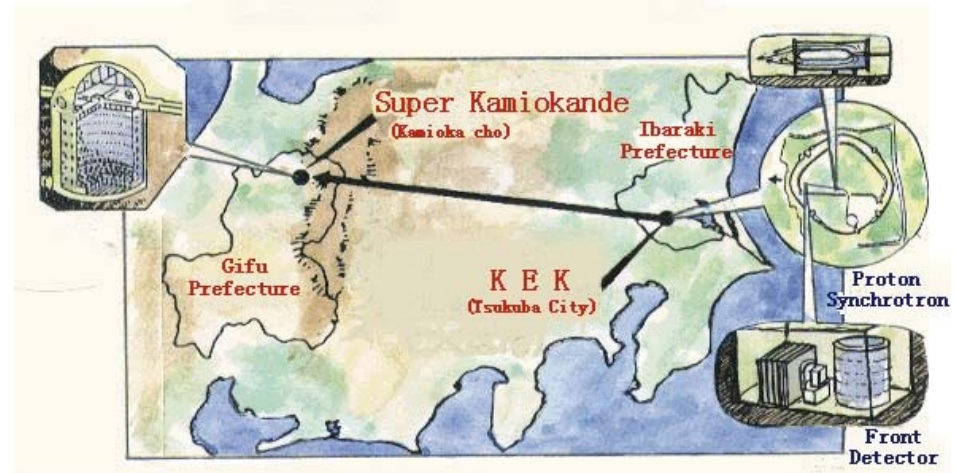 Super Kamiokande
(Kamioka cho)
Ibaraki
Prefecture
Gifu
Prefecture
K E K
(Tsukuba City)
Proton
Synchrotron
Front
Detector